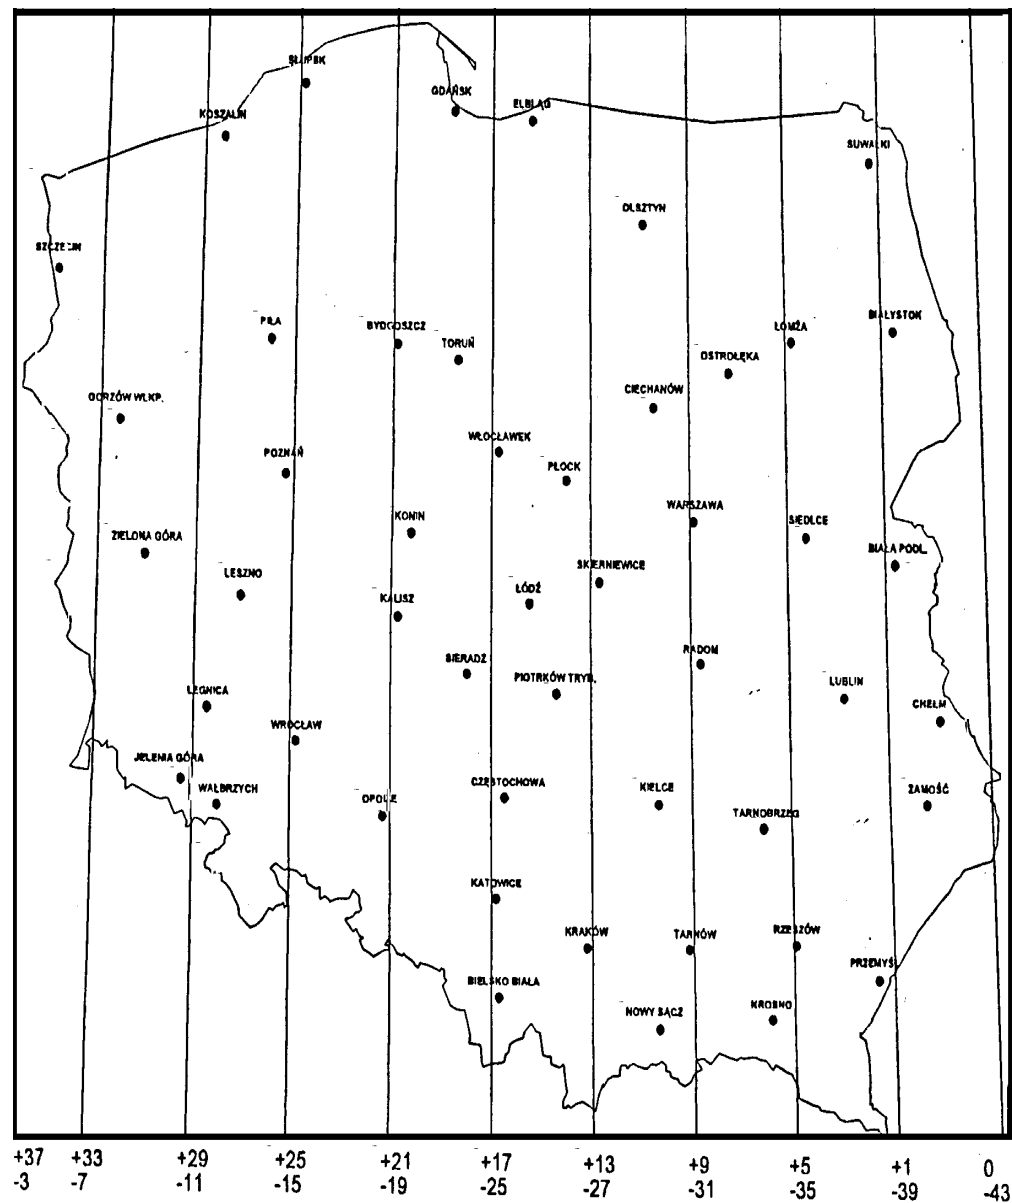 SŁUPSK
GDAŃSK
ELBLĄG
KOSZALIN
SUWAŁKI
OLSZTYN
SZCZECIN
BIAŁYSTOK
PIŁA
BYDGOSZCZ
ŁOMŻA
TORUŃ
OSTROŁĘKA
CIECHANÓW
GORZÓW WLKP.
WŁOCŁAWEK
POZNAŃ
PŁOCK
WARSZAWA
KONIN
SIEDLCE
ZIELONA GÓRA
BIAŁA PODL.
SKIERNIEWICE
LESZNO
ŁÓDŹ
KALISZ
RADOM
SIERADZ
PIOTRKÓW TRYB.
LUBLIN
LEGNICA
CHEŁM
WROCŁAW
JELENIA GÓRA
CZĘSTOCHOWA
WAŁBRZYCH
KIELCE
ZAMOŚĆ
OPOLE
TARNOBRZEG
KATOWICE
KRAKÓW
TARNÓW
RZESZÓW
PRZEMYŚL
BIELSKO BIAŁA
KROSNO
NOWY SĄCZ
+37 +33 +29 +25 +21 +17 +13 +9 +5 +1 0
-3 -7 -11 -15 -19 -25 -27 -31 -35 -39 -43